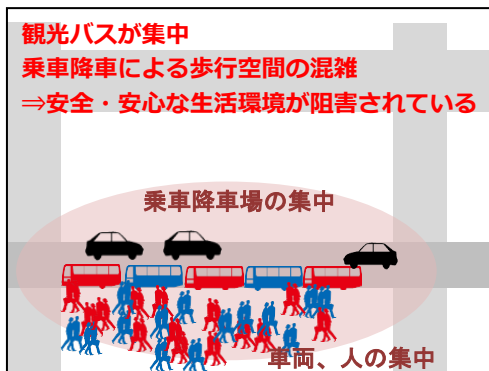 観光バスが集中
乗車降車による歩行空間の混雑
⇒安全・安心な生活環境が阻害されている
乗車降車場の集中
車両、人の集中